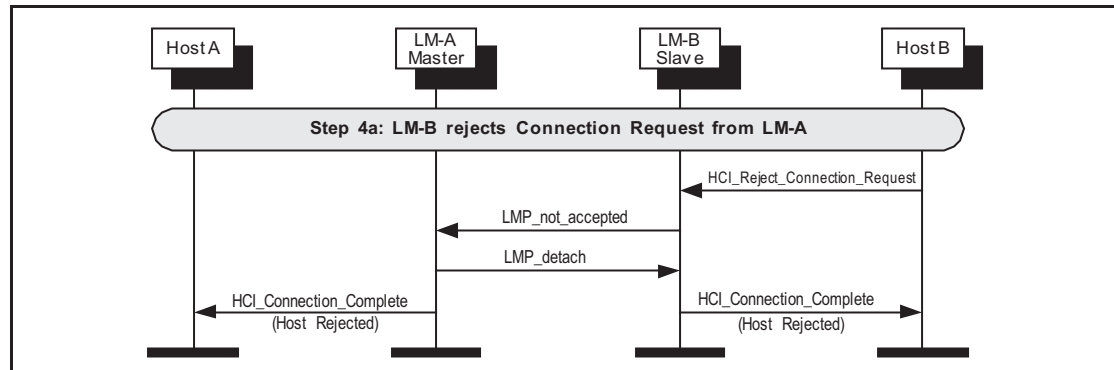 Host A
LM-A
Master
LM-B
Slave
Host B
Step 4a: LM-B rejects Connection Request from LM-A
HCI_Reject_Connection_Request
LMP_not_accepted
LMP_detach
HCI_Connection_Complete
(Host Rejected)
HCI_Connection_Complete
(Host Rejected)